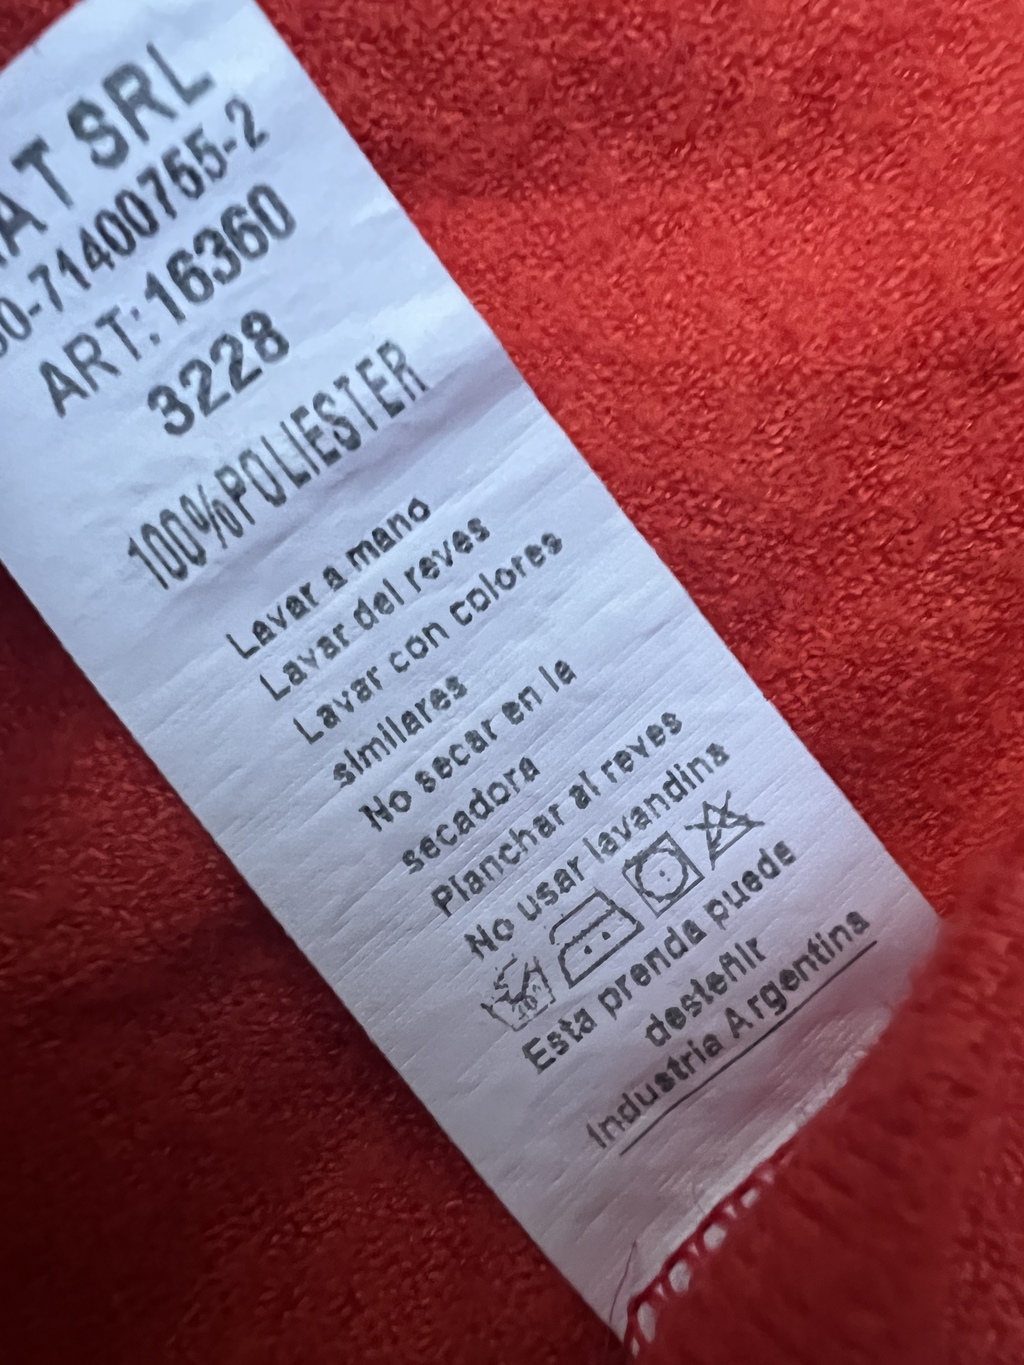 AT SRL
0-71400755-2
ART:16360
3228
100%POLIESTER
Lavar a mano
Lavar del reves
Lavar con colores
similares
No secar en la
secadora
Planchar al reves
No usar lavandina
Esta prenda puede
desteñir
Industria Argentina